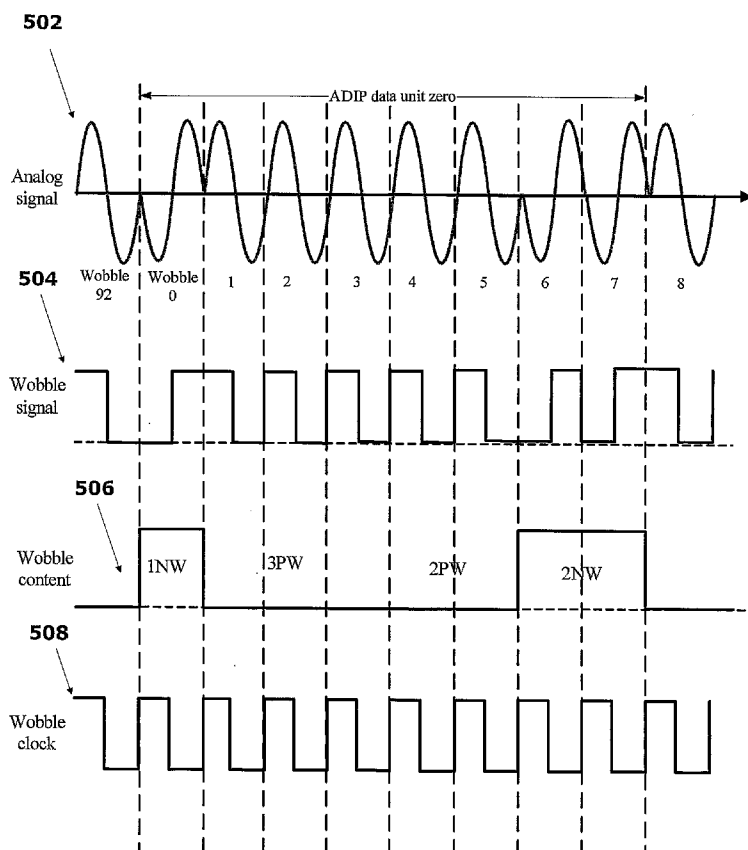 502
ADIP data unit zero
Analog
signal
Wobble
92
Wobble
0
1
2
3
4
5
6
7
8
504
Wobble
signal
506
Wobble
content
1NW
3PW
2PW
2NW
508
Wobble
clock